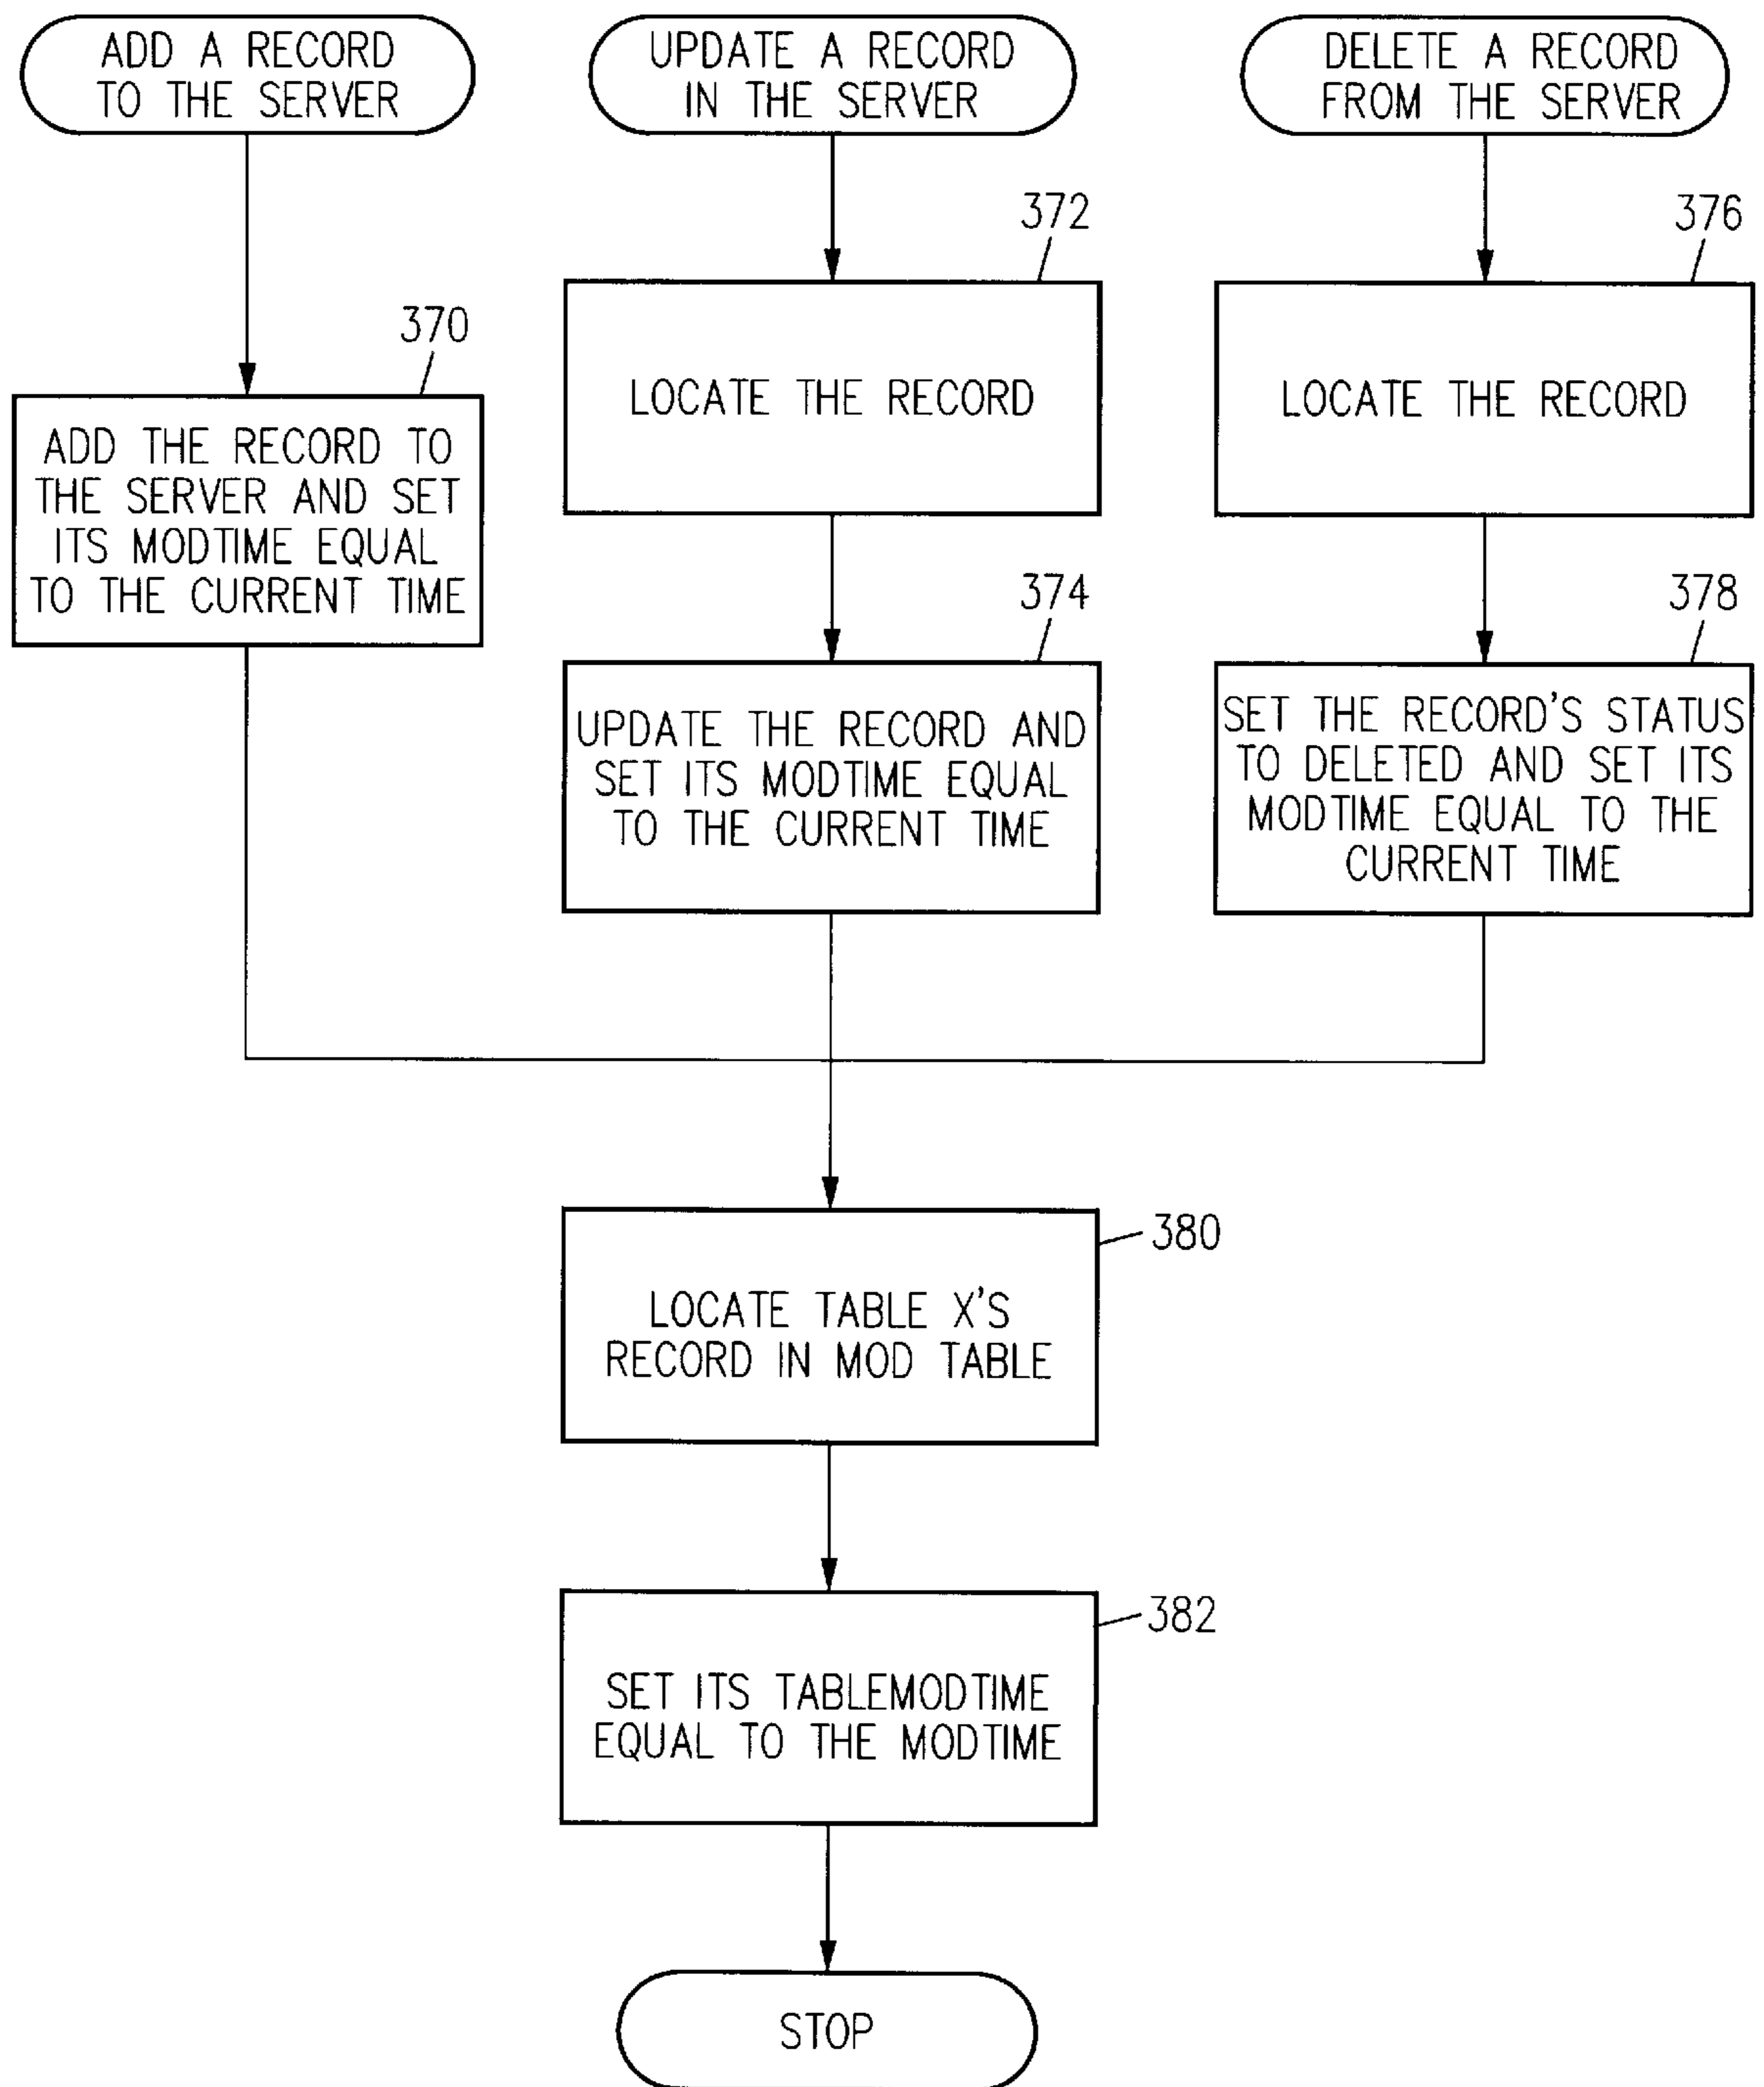 ADD A RECORD
TO THE SERVER
UPDATE A RECORD
IN THE SERVER
DELETE A RECORD
FROM THE SERVER
372
376
370
LOCATE THE RECORD
LOCATE THE RECORD
ADD THE RECORD TO
THE SERVER AND SET
ITS MODTIME EQUAL
TO THE CURRENT TIME
374
378
UPDATE THE RECORD AND
SET ITS MODTIME EQUAL
TO THE CURRENT TIME
SET THE RECORD'S STATUS
TO DELETED AND SET ITS
MODTIME EQUAL TO THE
CURRENT TIME
380
LOCATE TABLE X'S
RECORD IN MOD TABLE
382
SET ITS TABLEMODTIME
EQUAL TO THE MODTIME
STOP